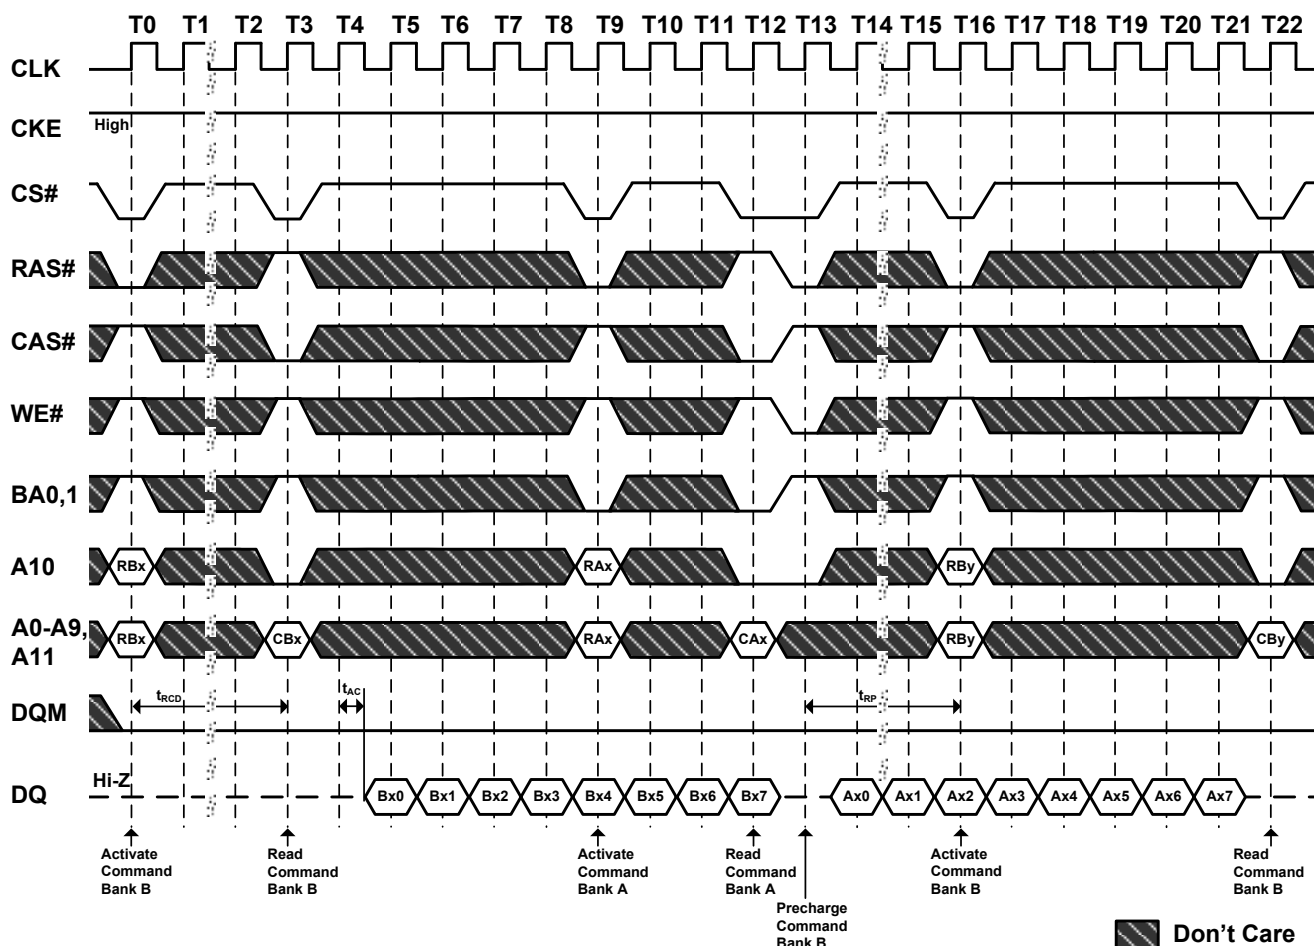 T0 T1 T2 T3 T4 T5 T6 T7 T8 T9 T10 T11 T12 T13 T14 T15 T16 T17 T18 T19 T20 T21 T22
CLK
CKE High
CS#
RAS#
CAS#
WE#
BA0,1
A10 RBx RAx RBy
A0-A9,
A11
RBx CBx RAx CAx RBy CBy
tRCD tAC tRP
DQM
Hi-Z
DQ Bx0 Bx1 Bx2 Bx3 Bx4 Bx5 Bx6 Bx7 Ax0 Ax1 Ax2 Ax3 Ax4 Ax5 Ax6 Ax7
Activate
Command
Bank B
Read
Command
Bank B
Activate
Command
Bank A
Read
Command
Bank A
Precharge
Command
Bank B
Activate
Command
Bank B
Read
Command
Bank B
Don't Care